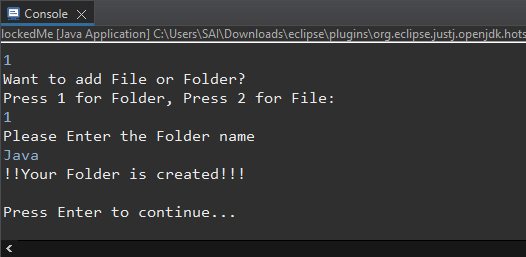 Console
lockedMe [Java Application] C:\Users\SAI\Downloads\eclipse\plugins\org.eclipse.justj.openjdk.hots
1
Want to add File or Folder?
Press 1 for Folder, Press 2 for File:
1
Please Enter the Folder name
Java
!!Your Folder is created!!!
Press Enter to continue...